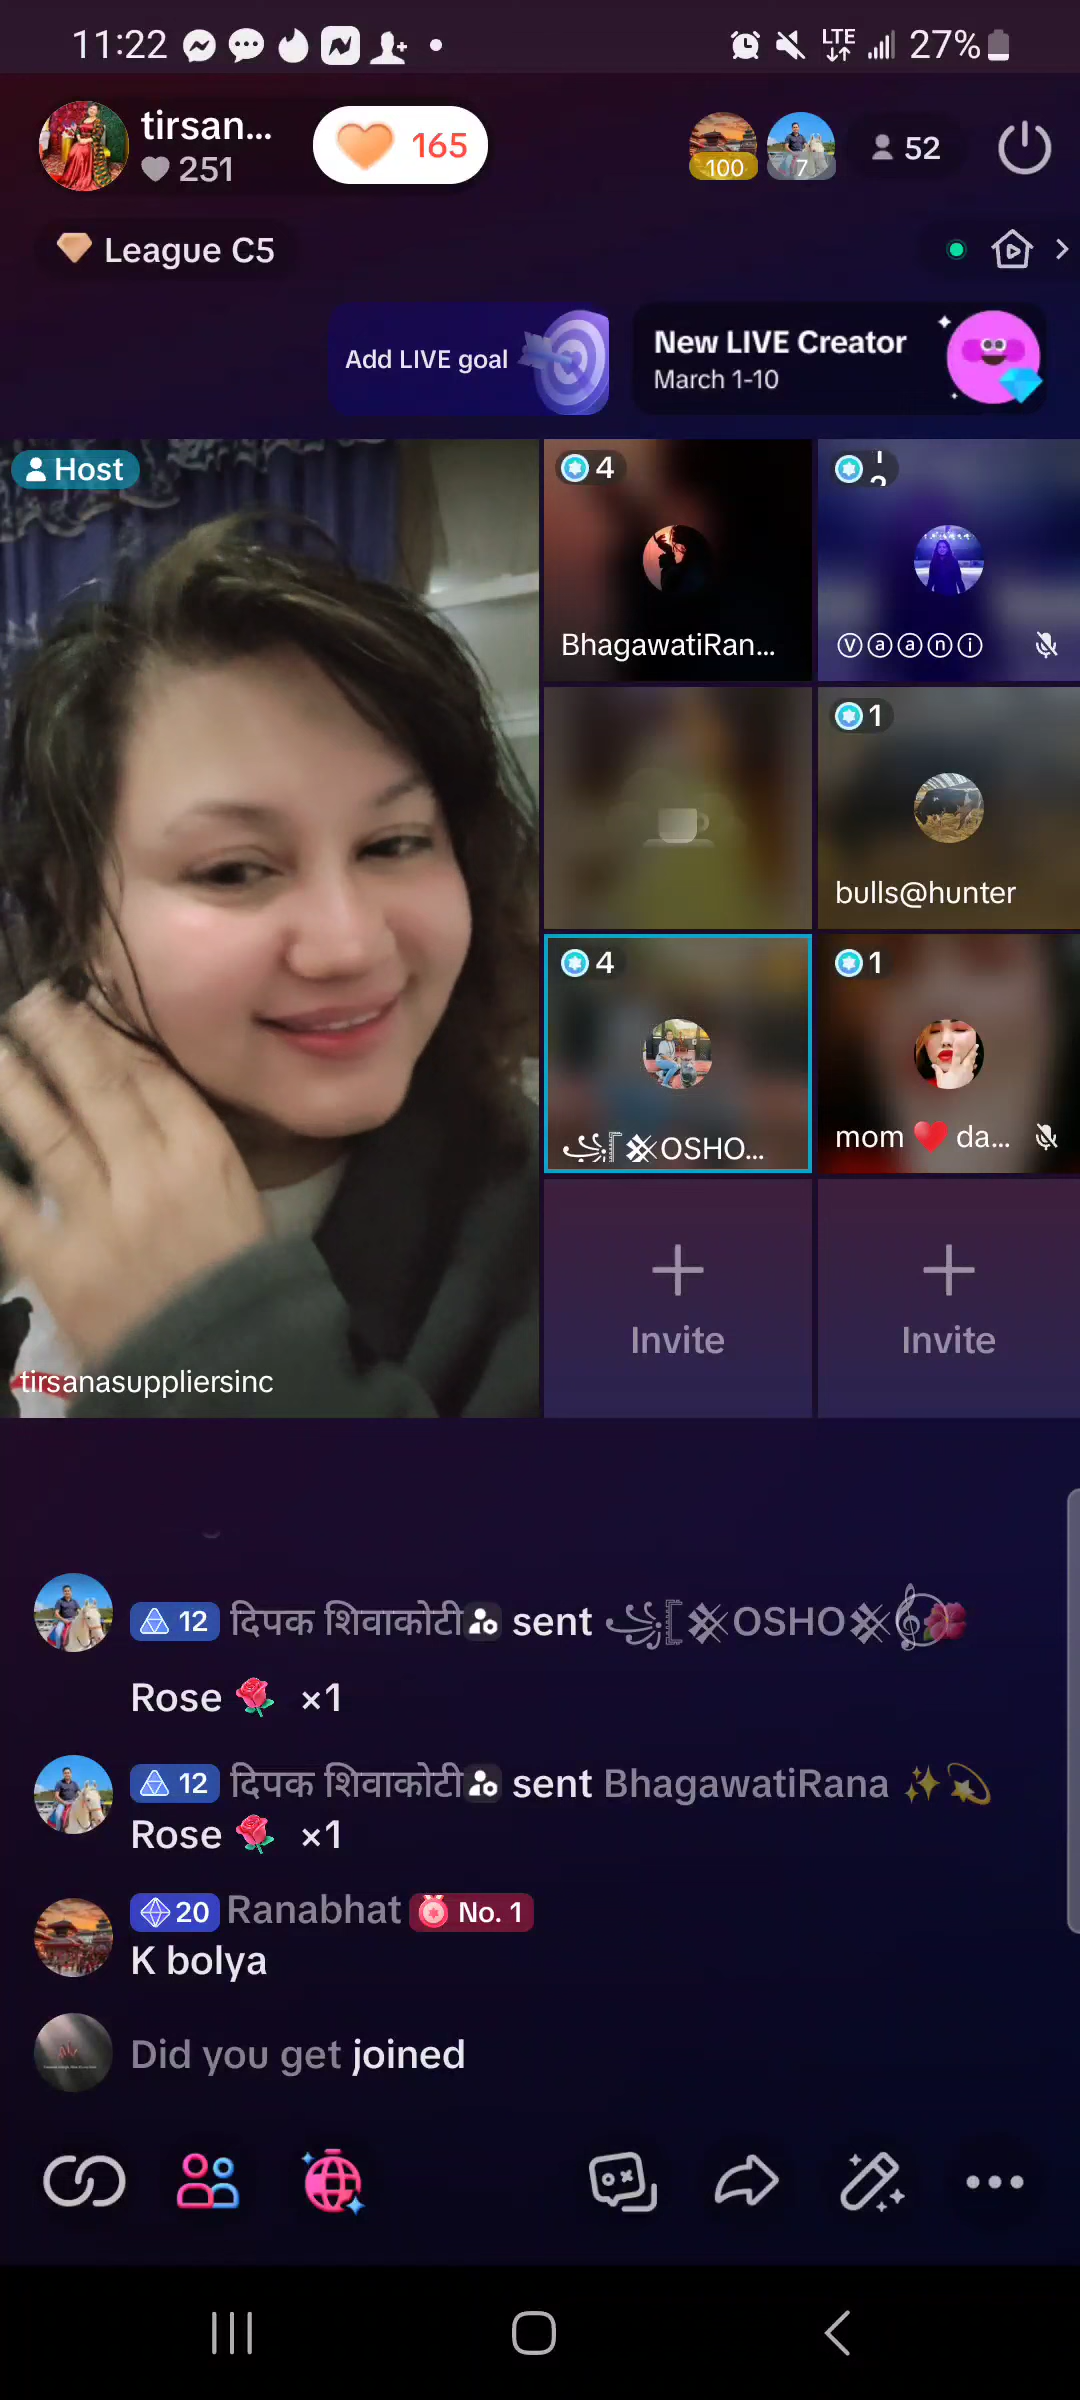 11:22 LTE 27%
tirsan... 165 100 7 52
251
League C5
Add LIVE goal
New LIVE Creator
March 1-10
Host
4
BhagawatiRan...
Ⓥⓐⓐⓝⓘ
1
bulls@hunter
4
꧁༺OSHO...
1
mom ❤️ da...
Invite
Invite
tirsanasuppliersinc
12 दिपक शिवाकोटी sent OSHO
Rose 🌹 ×1
12 दिपक शिवाकोटी sent BhagawatiRana ✨💫
Rose 🌹 ×1
20 Ranabhat No. 1
K bolya
Did you get joined